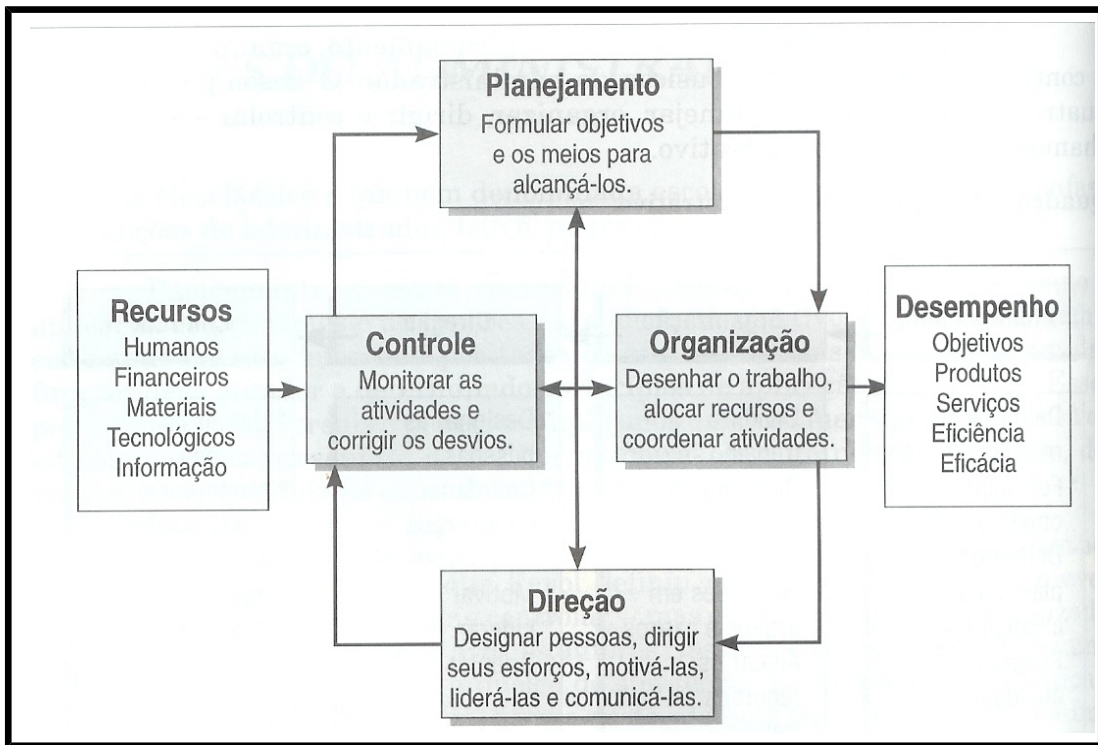 Planejamento
Formular objetivos
e os meios para
alcançá-los.
Recursos
Humanos
Financeiros
Materiais
Tecnológicos
Informação
Controle
Monitorar as
atividades e
corrigir os desvios.
Organização
Desenhar o trabalho,
alocar recursos e
coordenar atividades.
Desempenho
Objetivos
Produtos
Serviços
Eficiência
Eficácia
Direção
Designar pessoas, dirigir
seus esforços, motivá-las,
liderá-las e comunicá-las.